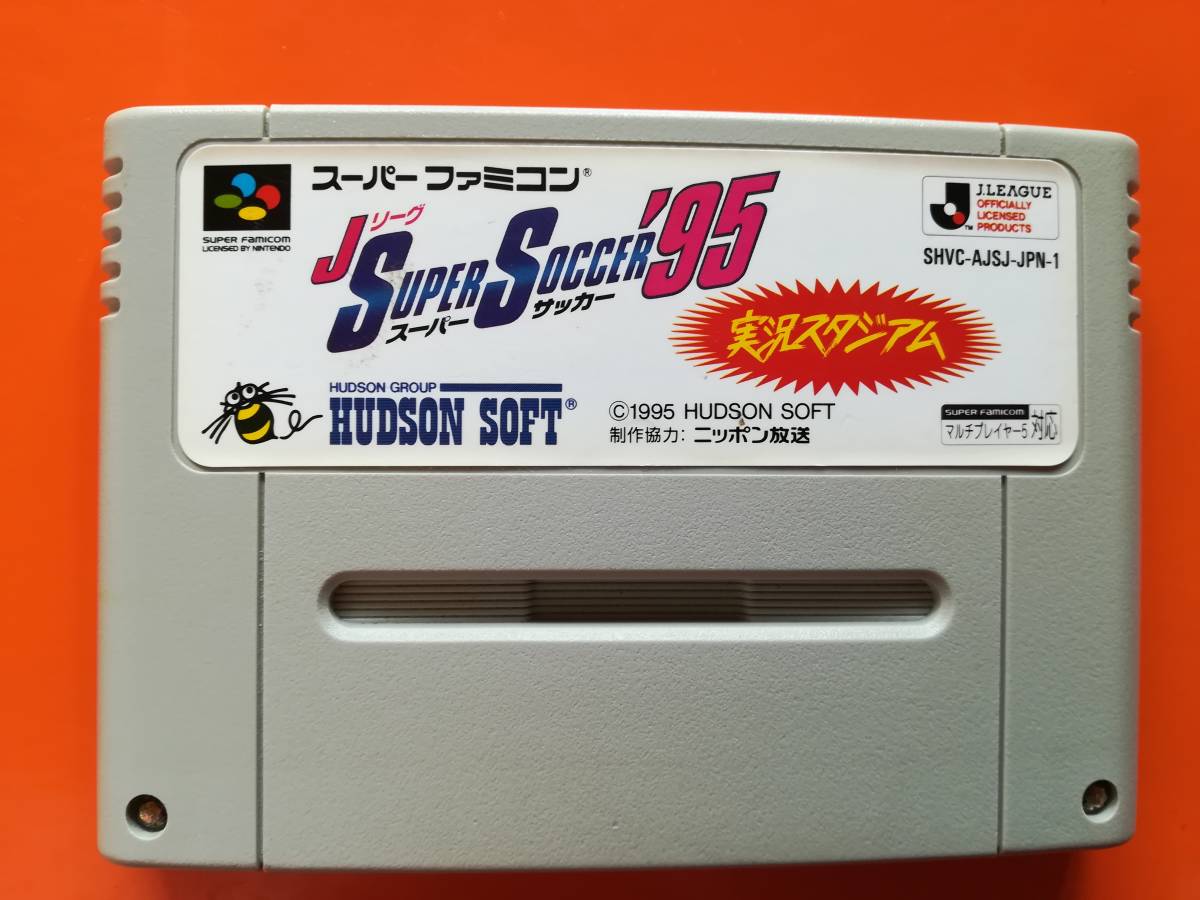 スーパーファミコン®
SUPER FAMICOM
LICENSED BY NINTENDO
Jリーグ
SUPER SOCCER '95
スーパー サッカー
実況スタジアム
J.LEAGUE
OFFICIALLY
LICENSED
PRODUCTS
TM
SHVC-AJSJ-JPN-1
HUDSON GROUP
HUDSON SOFT®
©1995 HUDSON SOFT
制作協力: ニッポン放送
SUPER FAMICOM
マルチプレイヤー5対応